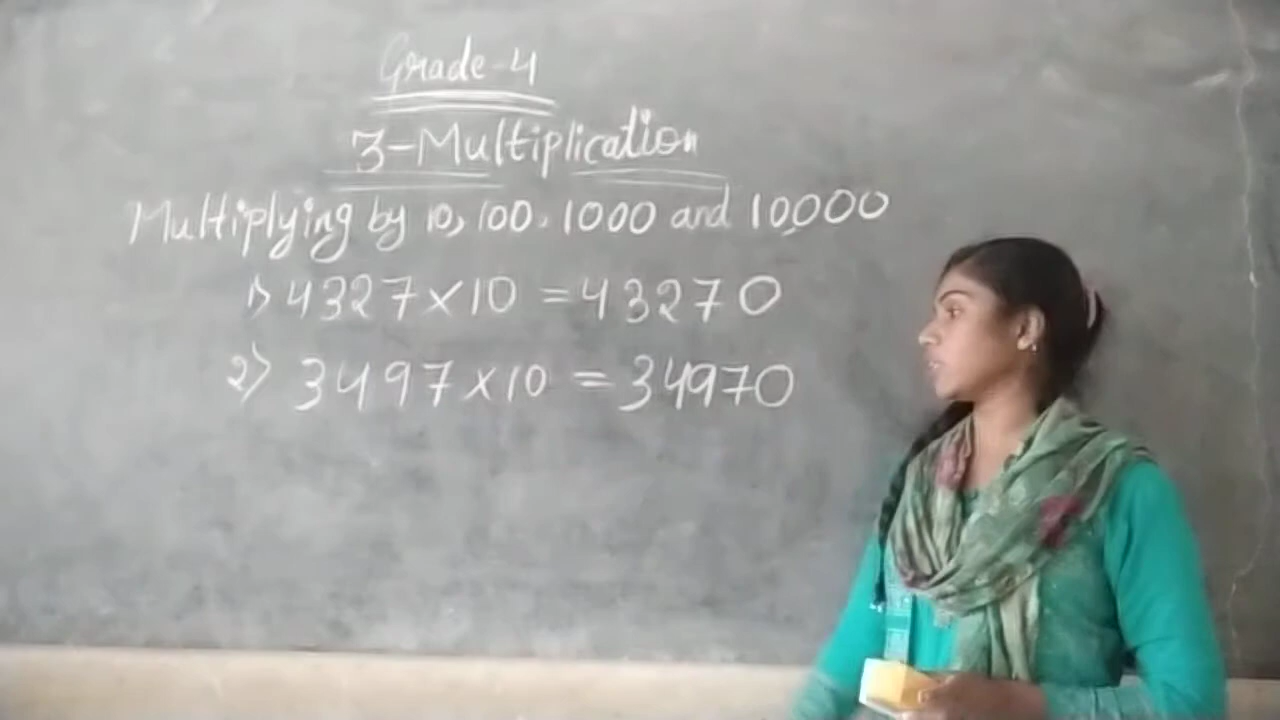 Grade-4
3-Multiplication
Multiplying by 10, 100, 1000 and 10,000
1) 4327 × 10 = 43270
2) 3497 × 10 = 34970